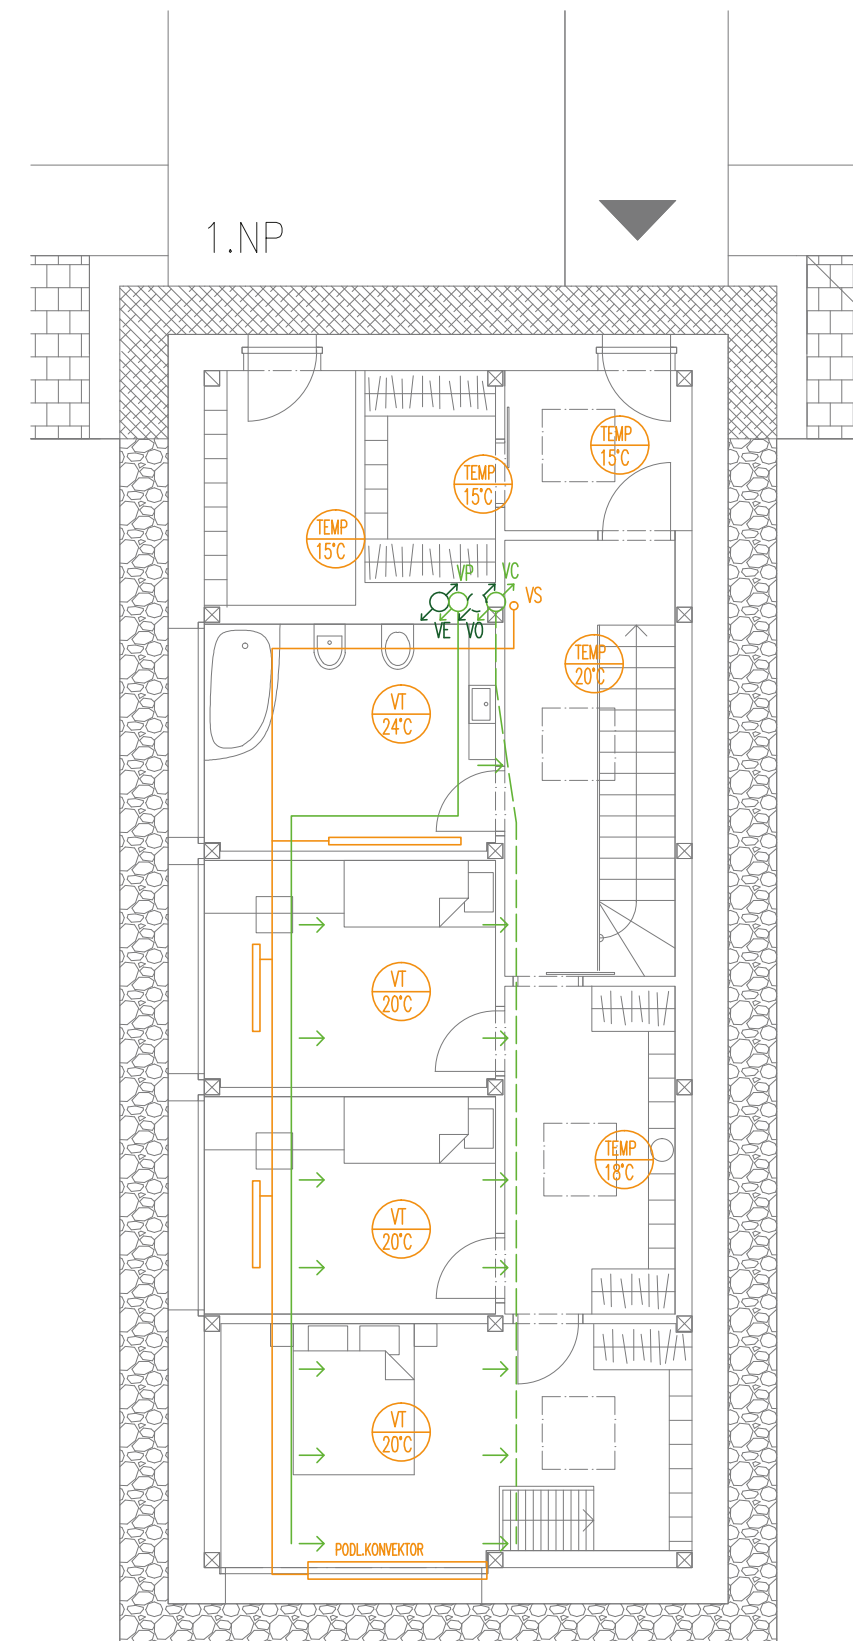 1.NP
TEMP
15°C
TEMP
15°C
TEMP
15°C
VP
VC
VS
VE
VO
TEMP
20°C
VT
24°C
VT
20°C
TEMP
18°C
VT
20°C
VT
20°C
PODL.KONVEKTOR